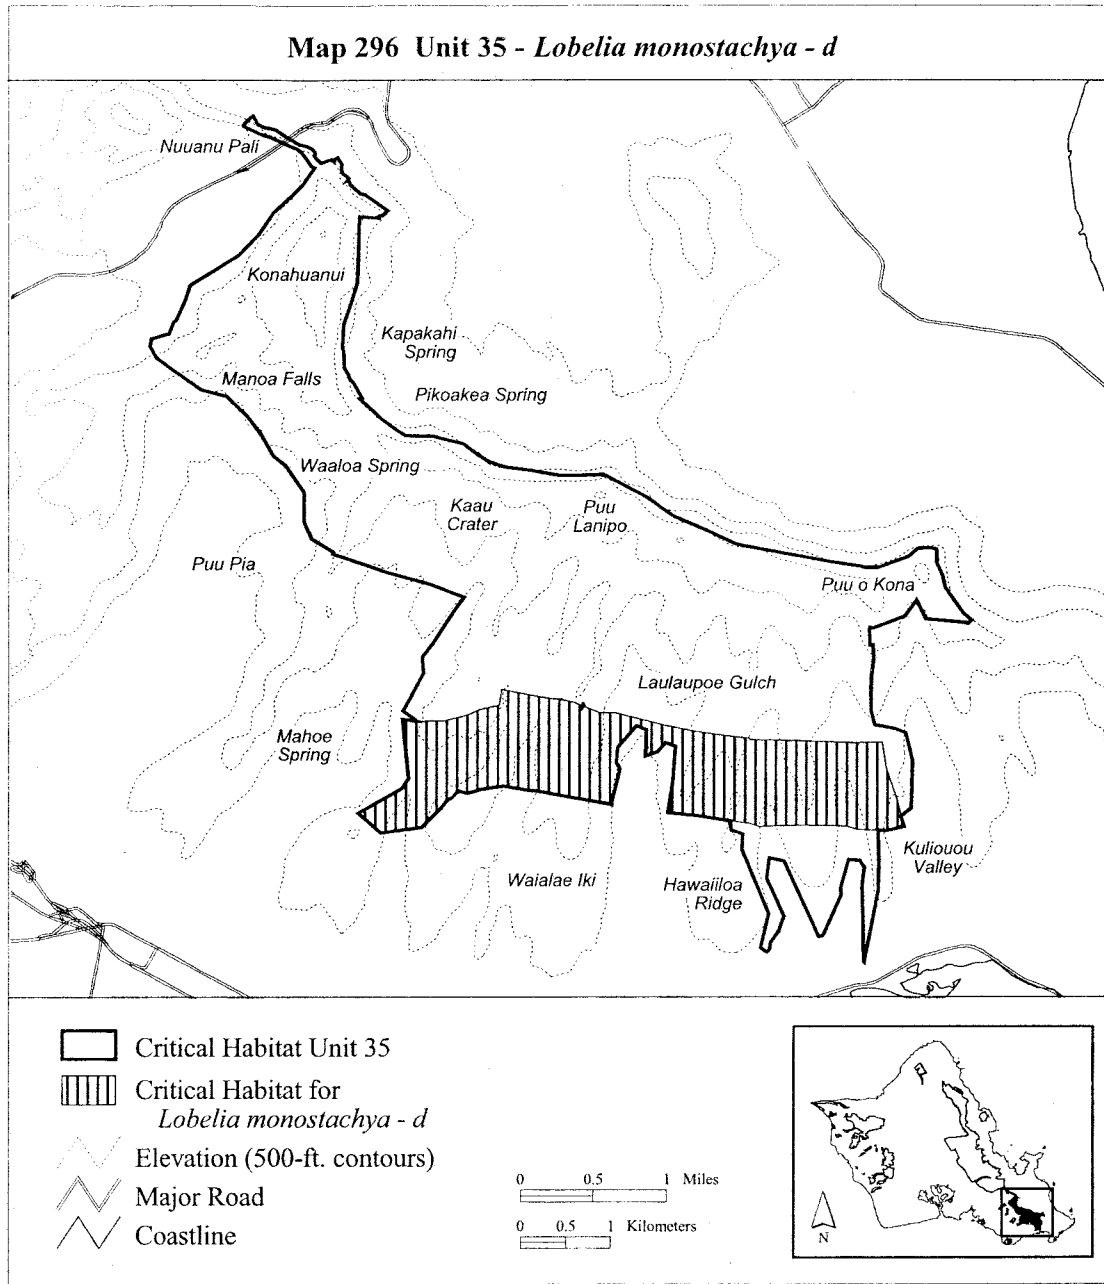 Map 296 Unit 35 - Lobelia monostachya - d
Nuuanu Pali
Konahuanui
Kapakahi
Spring
Manoa Falls
Pikoakea Spring
Waaloa Spring
Kaau
Crater
Puu
Lanipo
Puu Pia
Puu o Kona
Laulaupoe Gulch
Mahoe
Spring
Kuliouou
Valley
Waialae Iki
Hawaiiloa
Ridge
Critical Habitat Unit 35
Critical Habitat for
Lobelia monostachya - d
Elevation (500-ft. contours)
Major Road
Coastline
0 0.5 1 Miles
0 0.5 1 Kilometers
N